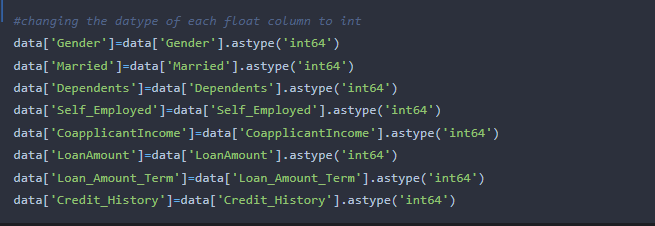 #changing the datype of each float column to int
data['Gender']=data['Gender'].astype('int64')
data['Married']=data['Married'].astype('int64')
data['Dependents']=data['Dependents'].astype('int64')
data['Self_Employed']=data['Self_Employed'].astype('int64')
data['CoapplicantIncome']=data['CoapplicantIncome'].astype('int64')
data['LoanAmount']=data['LoanAmount'].astype('int64')
data['Loan_Amount_Term']=data['Loan_Amount_Term'].astype('int64')
data['Credit_History']=data['Credit_History'].astype('int64')